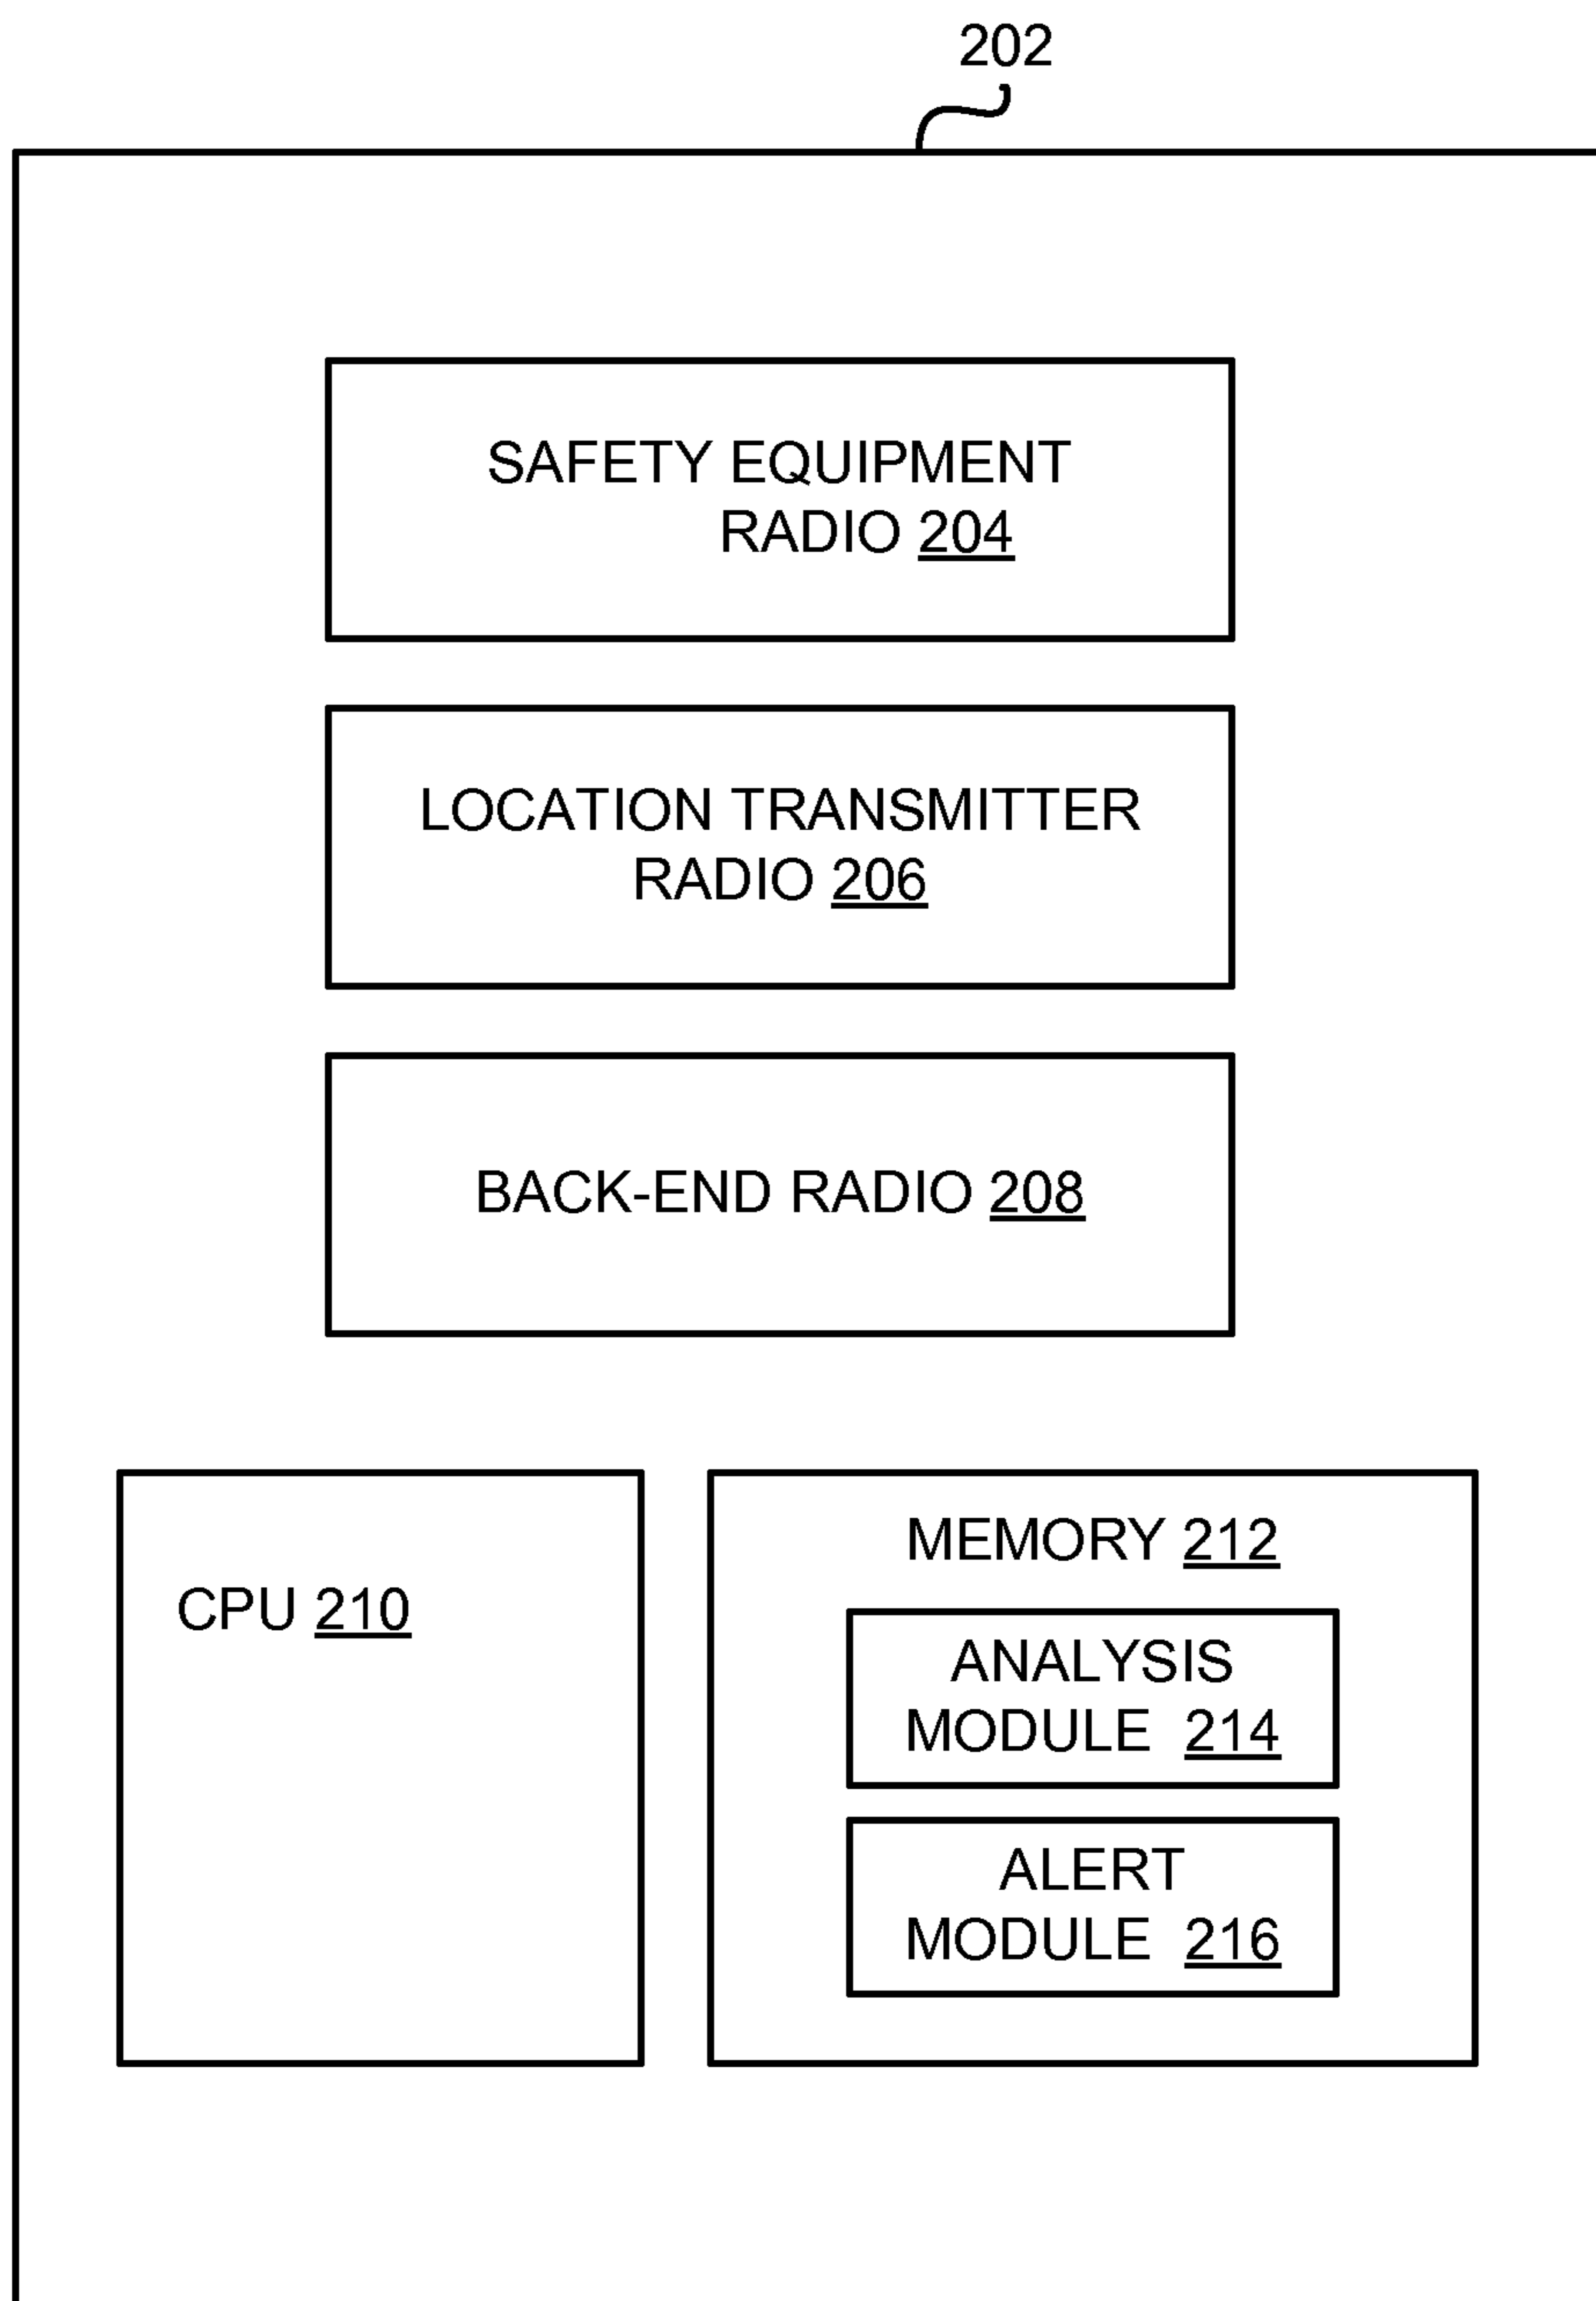 202
SAFETY EQUIPMENT
RADIO 204
LOCATION TRANSMITTER
RADIO 206
BACK-END RADIO 208
CPU 210
MEMORY 212
ANALYSIS
MODULE 214
ALERT
MODULE 216